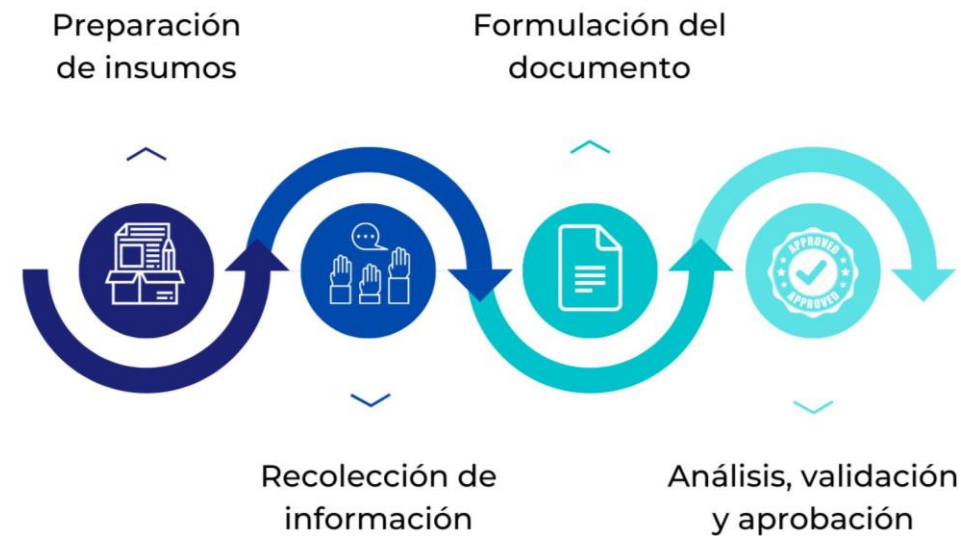 Preparación
de insumos
Formulación del
documento
APPROVED
APPROVED
Recolección de
información
Análisis, validación
y aprobación